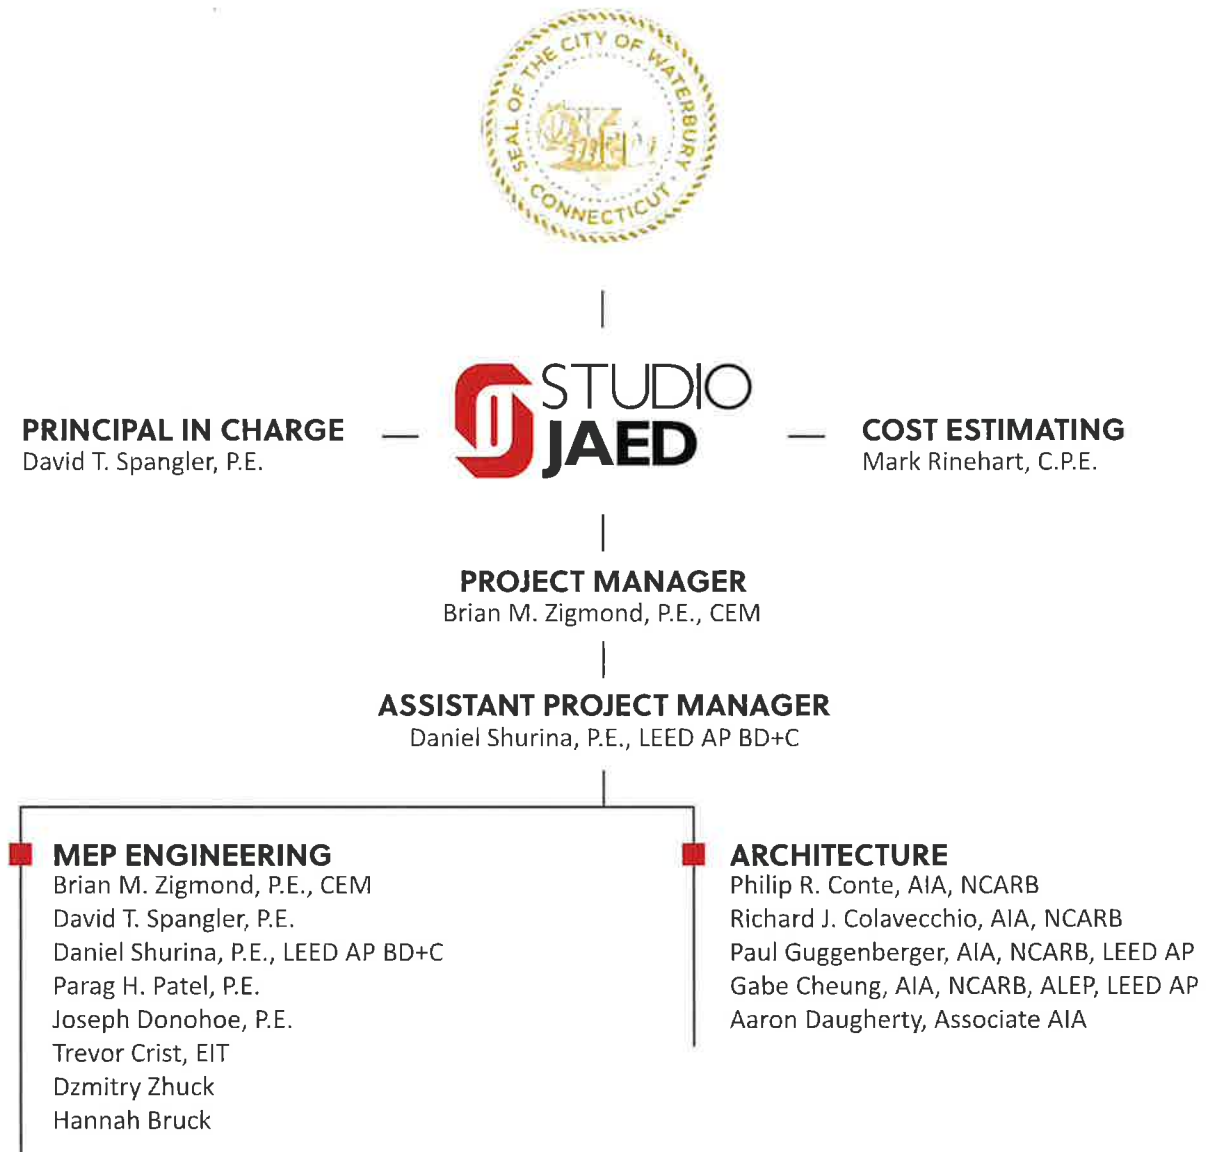 SEAL OF THE CITY OF WATERBURY
CONNECTICUT
STUDIO
JAED
PRINCIPAL IN CHARGE
David T. Spangler, P.E.
COST ESTIMATING
Mark Rinehart, C.P.E.
PROJECT MANAGER
Brian M. Zigmond, P.E., CEM
ASSISTANT PROJECT MANAGER
Daniel Shurina, P.E., LEED AP BD+C
MEP ENGINEERING
Brian M. Zigmond, P.E., CEM
David T. Spangler, P.E.
Daniel Shurina, P.E., LEED AP BD+C
Parag H. Patel, P.E.
Joseph Donohoe, P.E.
Trevor Crist, EIT
Dzmitry Zhuck
Hannah Bruck
ARCHITECTURE
Philip R. Conte, AIA, NCARB
Richard J. Colavecchio, AIA, NCARB
Paul Guggenberger, AIA, NCARB, LEED AP
Gabe Cheung, AIA, NCARB, ALEP, LEED AP
Aaron Daugherty, Associate AIA